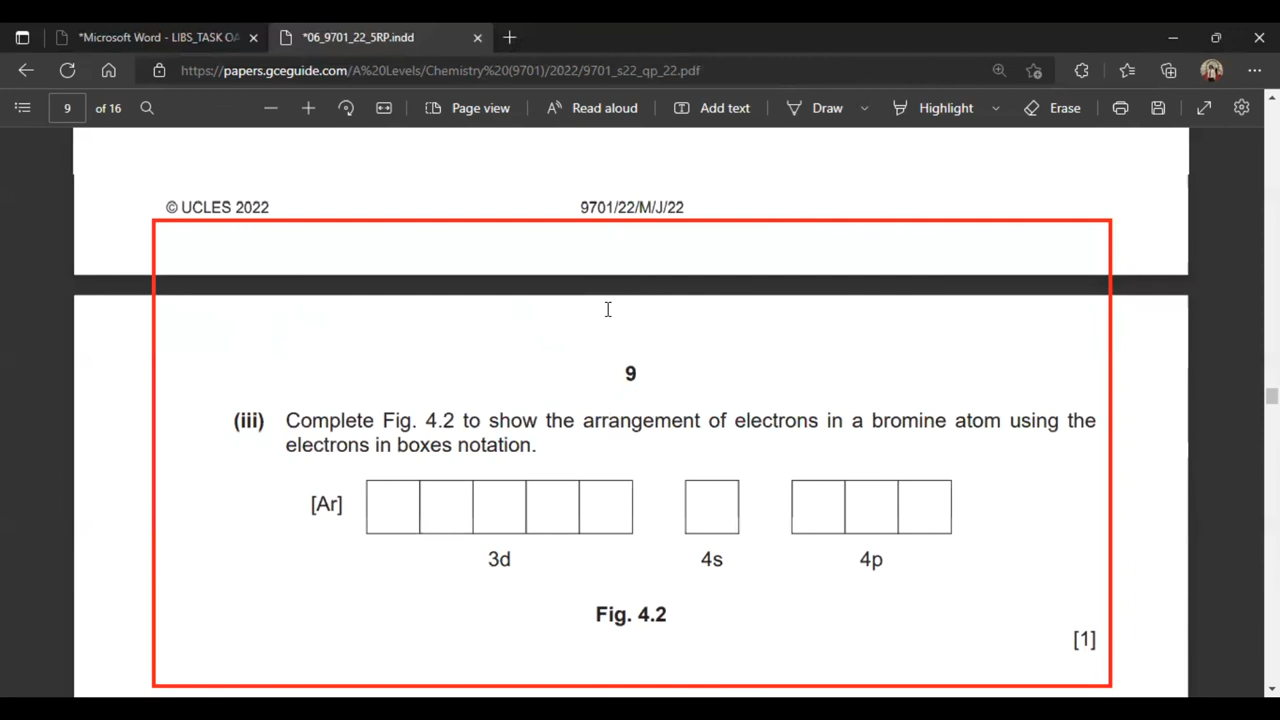 *Microsoft Word - LIBS_TASK OA
*06_9701_22_5RP.indd
https://papers.gceguide.com/A%20Levels/Chemistry%20(9701)/2022/9701_s22_qp_22.pdf
9 of 16
Page view
Read aloud
Add text
Draw
Highlight
Erase
© UCLES 2022
9701/22/M/J/22
9
(iii) Complete Fig. 4.2 to show the arrangement of electrons in a bromine atom using the
electrons in boxes notation.
[Ar]
3d
4s
4p
Fig. 4.2
[1]